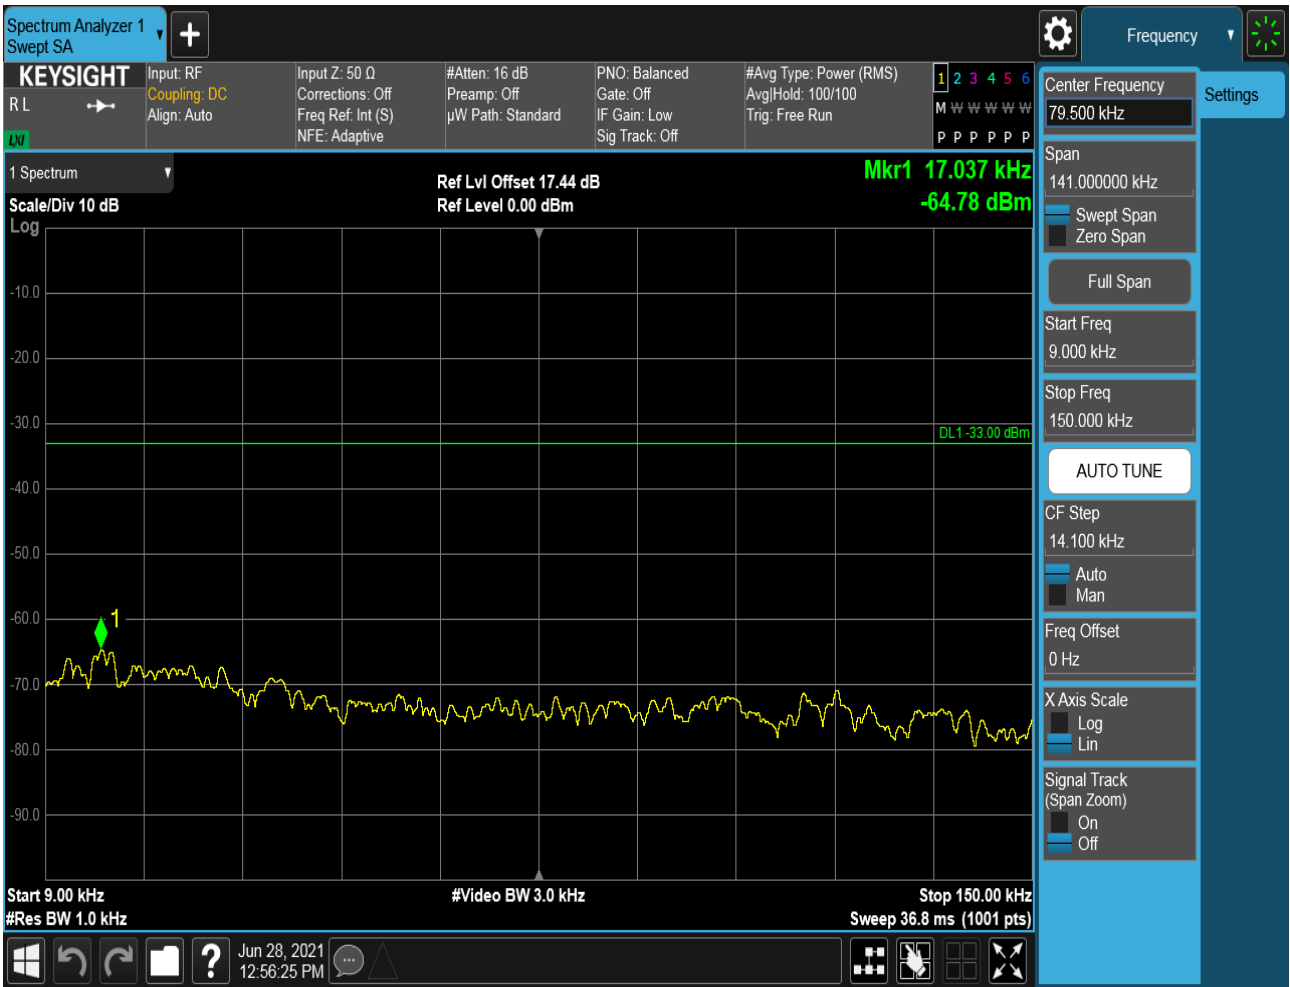 Spectrum Analyzer 1
Swept SA
Frequency
KEYSIGHT
R L
LXI
Input: RF
Coupling: DC
Align: Auto
Input Z: 50 Ω
Corrections: Off
Freq Ref: Int (S)
NFE: Adaptive
#Atten: 16 dB
Preamp: Off
µW Path: Standard
PNO: Balanced
Gate: Off
IF Gain: Low
Sig Track: Off
#Avg Type: Power (RMS)
Avg|Hold: 100/100
Trig: Free Run
1 2 3 4 5 6
M W W W W W
P P P P P P
1 Spectrum
Scale/Div 10 dB
Log
Ref Lvl Offset 17.44 dB
Ref Level 0.00 dBm
Mkr1 17.037 kHz
-64.78 dBm
-10.0
-20.0
-30.0
DL1 -33.00 dBm
-40.0
-50.0
-60.0
1
-70.0
-80.0
-90.0
Start 9.00 kHz
#Res BW 1.0 kHz
#Video BW 3.0 kHz
Stop 150.00 kHz
Sweep 36.8 ms (1001 pts)
Jun 28, 2021
12:56:25 PM
?
Center Frequency
79.500 kHz
Settings
Span
141.000000 kHz
Swept Span
Zero Span
Full Span
Start Freq
9.000 kHz
Stop Freq
150.000 kHz
AUTO TUNE
CF Step
14.100 kHz
Auto
Man
Freq Offset
0 Hz
X Axis Scale
Log
Lin
Signal Track
(Span Zoom)
On
Off